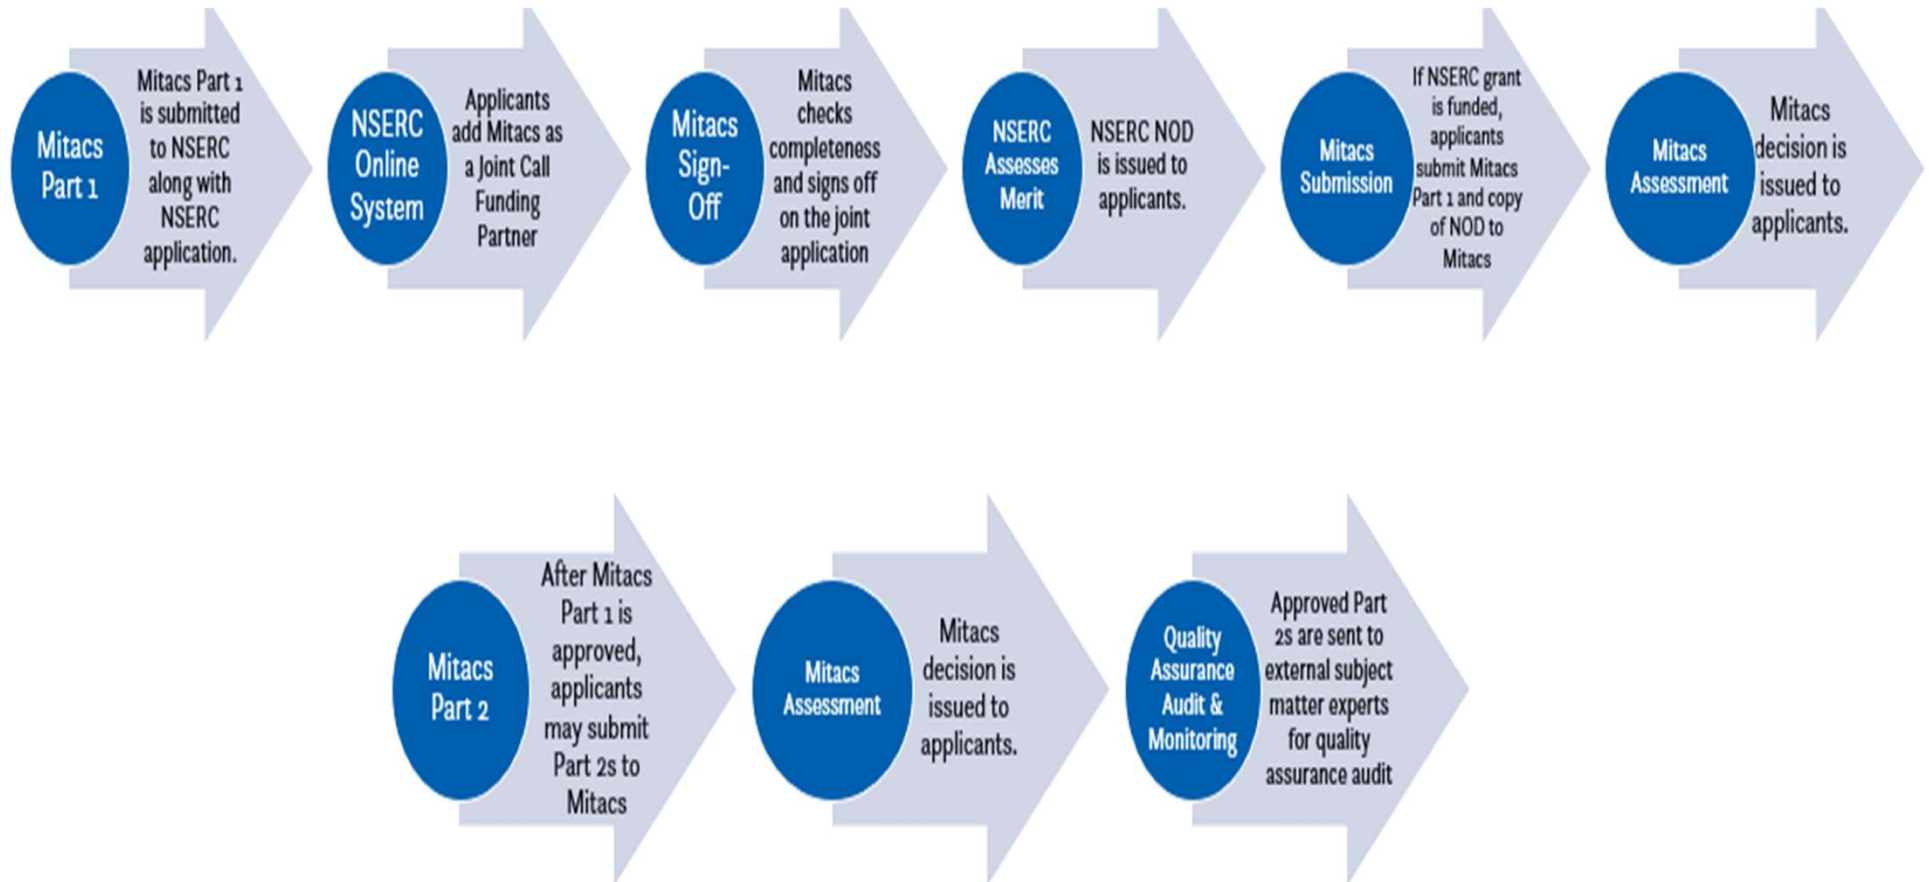 Mitacs
Part 1
Mitacs Part 1
is submitted
to NSERC
along with
NSERC
application.
NSERC
Online
System
Applicants
add Mitacs as
a Joint Call
Funding
Partner
Mitacs
Sign-
Off
Mitacs
checks
completeness
and signs off
on the joint
application
NSERC
Assesses
Merit
NSERC NOD
is issued to
applicants.
Mitacs
Submission
If NSERC grant
is funded,
applicants
submit Mitacs
Part 1 and copy
of NOD to
Mitacs
Mitacs
Assessment
Mitacs
decision is
issued to
applicants.
Mitacs
Part 2
After Mitacs
Part 1 is
approved,
applicants
may submit
Part 2s to
Mitacs
Mitacs
Assessment
Mitacs
decision is
issued to
applicants.
Quality
Assurance
Audit &
Monitoring
Approved Part
2s are sent to
external subject
matter experts
for quality
assurance audit